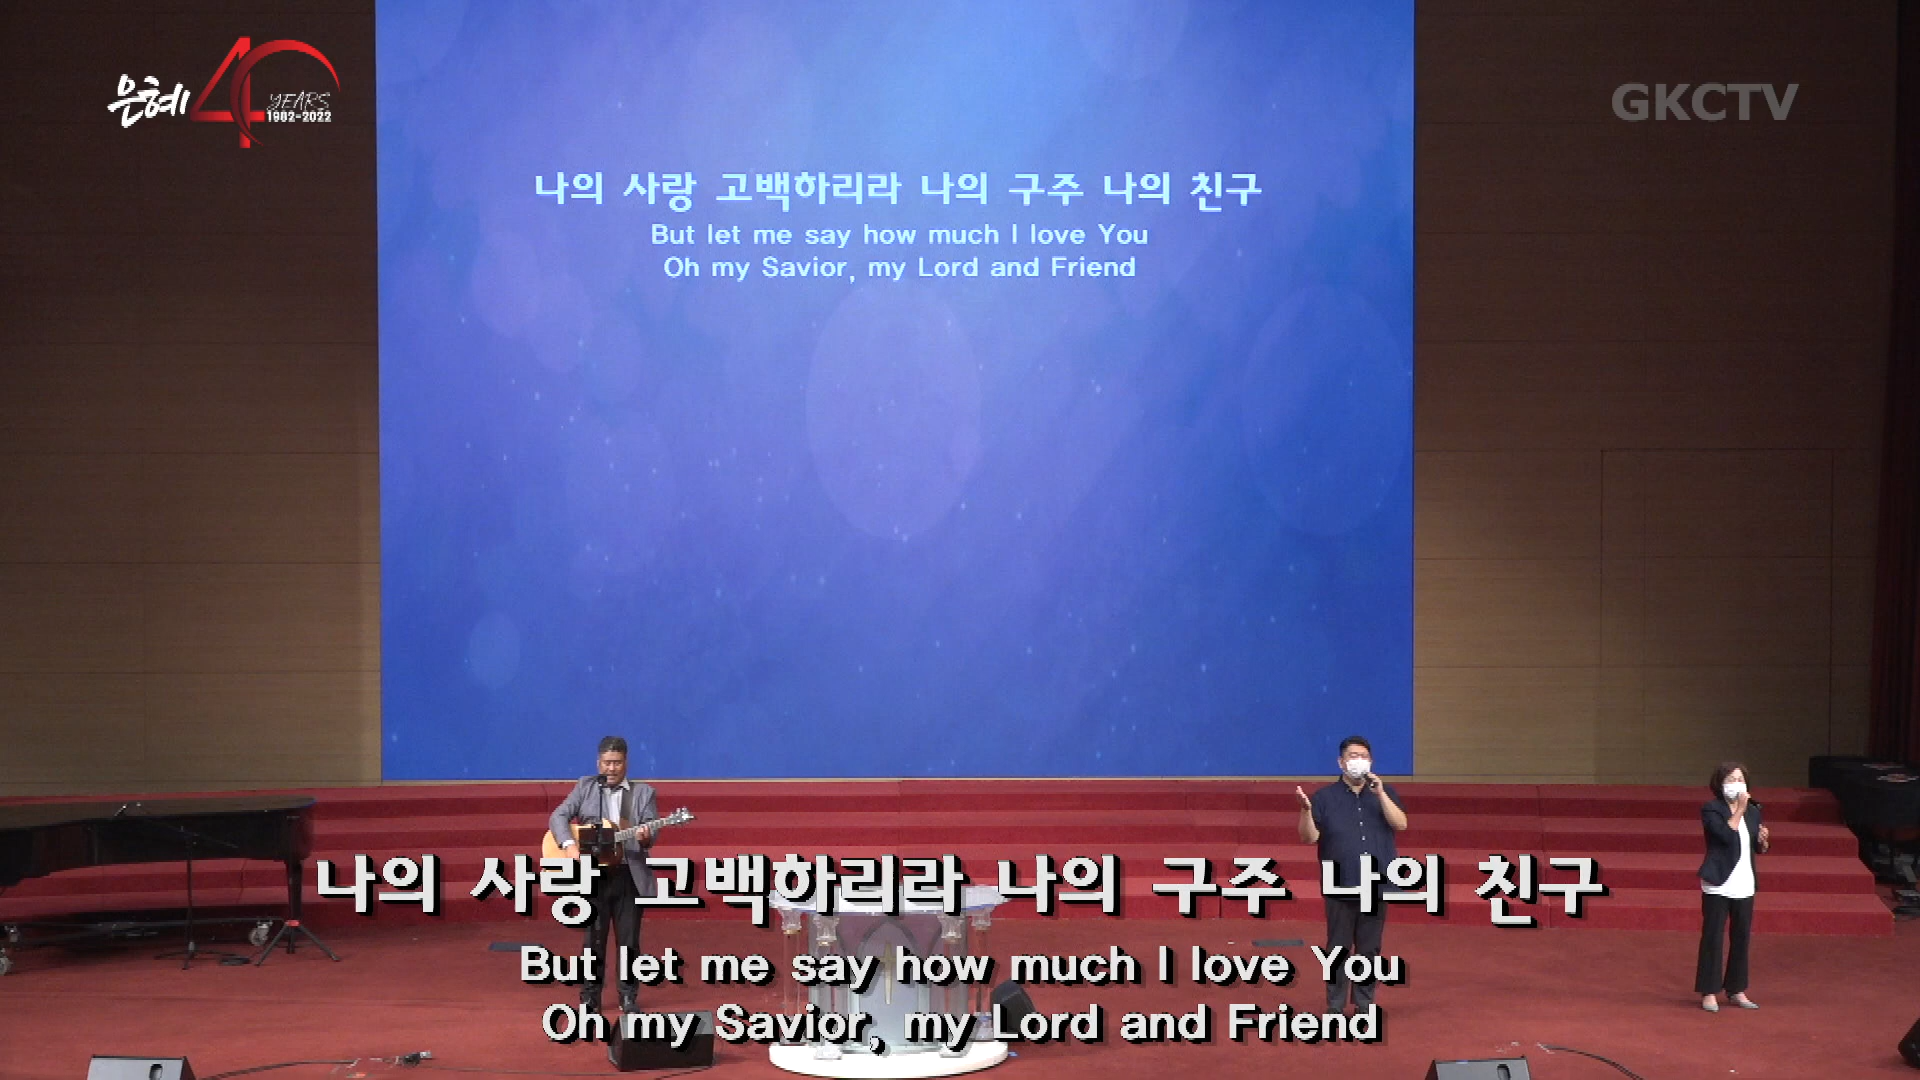 은혜 40
YEARS
1982-2022
GKCTV
나의 사랑 고백하리라 나의 구주 나의 친구
But let me say how much I love You
Oh my Savior, my Lord and Friend
나의 사랑 고백하리라 나의 구주 나의 친구
But let me say how much I love You
Oh my Savior, my Lord and Friend